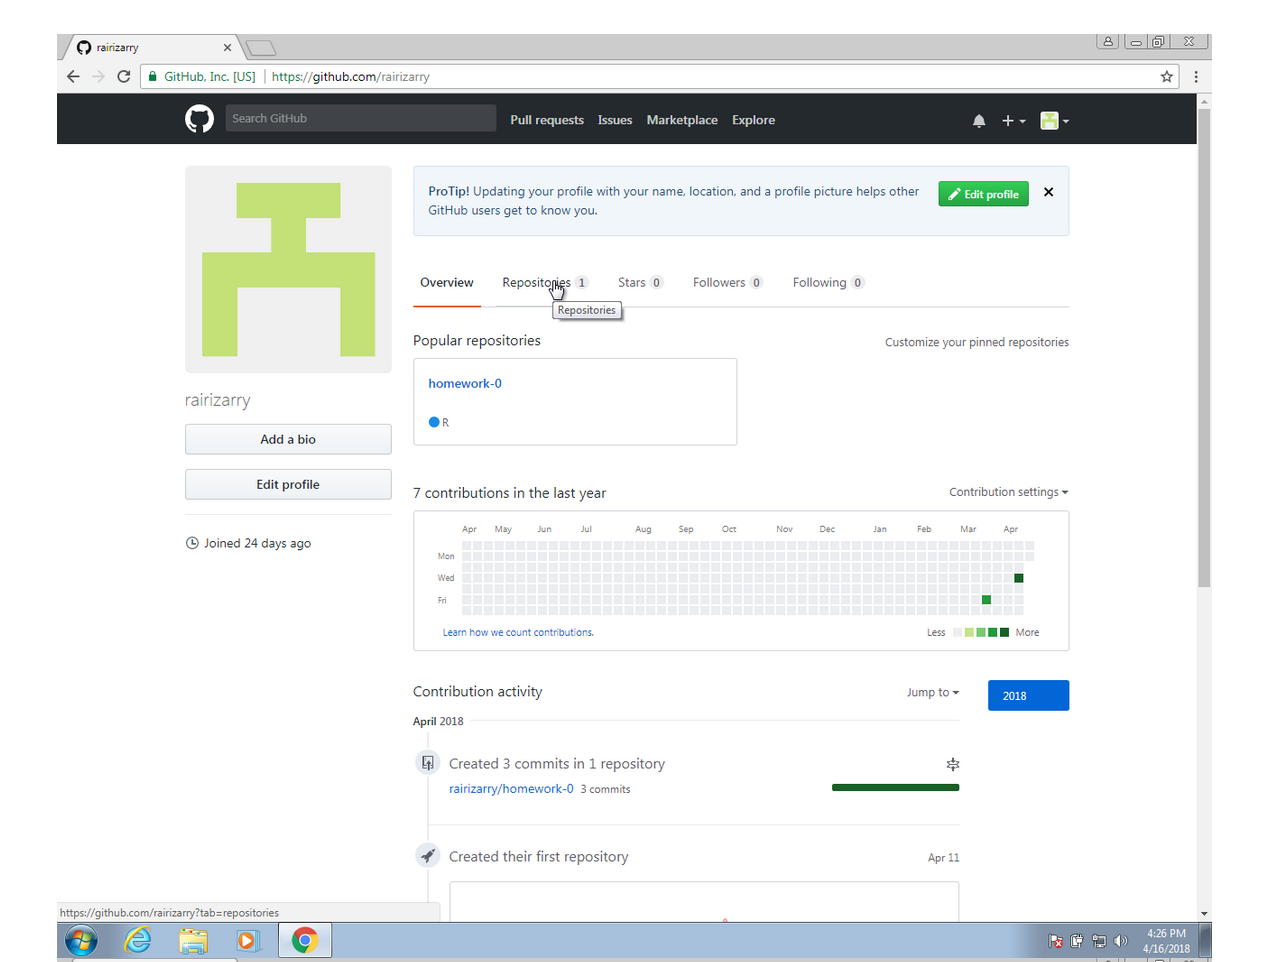 rairizarry
GitHub, Inc. [US] | https://github.com/rairizarry
Search GitHub
Pull requests Issues Marketplace Explore
ProTip! Updating your profile with your name, location, and a profile picture helps other
GitHub users get to know you.
Edit profile
Overview Repositories 1 Stars 0 Followers 0 Following 0
Repositories
Popular repositories
Customize your pinned repositories
homework-0
R
rairizarry
Add a bio
Edit profile
Joined 24 days ago
7 contributions in the last year
Contribution settings
Apr May Jun Jul Aug Sep Oct Nov Dec Jan Feb Mar Apr
Mon
Wed
Fri
Learn how we count contributions.
Less More
Contribution activity
Jump to
2018
April 2018
Created 3 commits in 1 repository
rairizarry/homework-0 3 commits
Created their first repository
Apr 11
https://github.com/rairizarry?tab=repositories
4:26 PM
4/16/2018